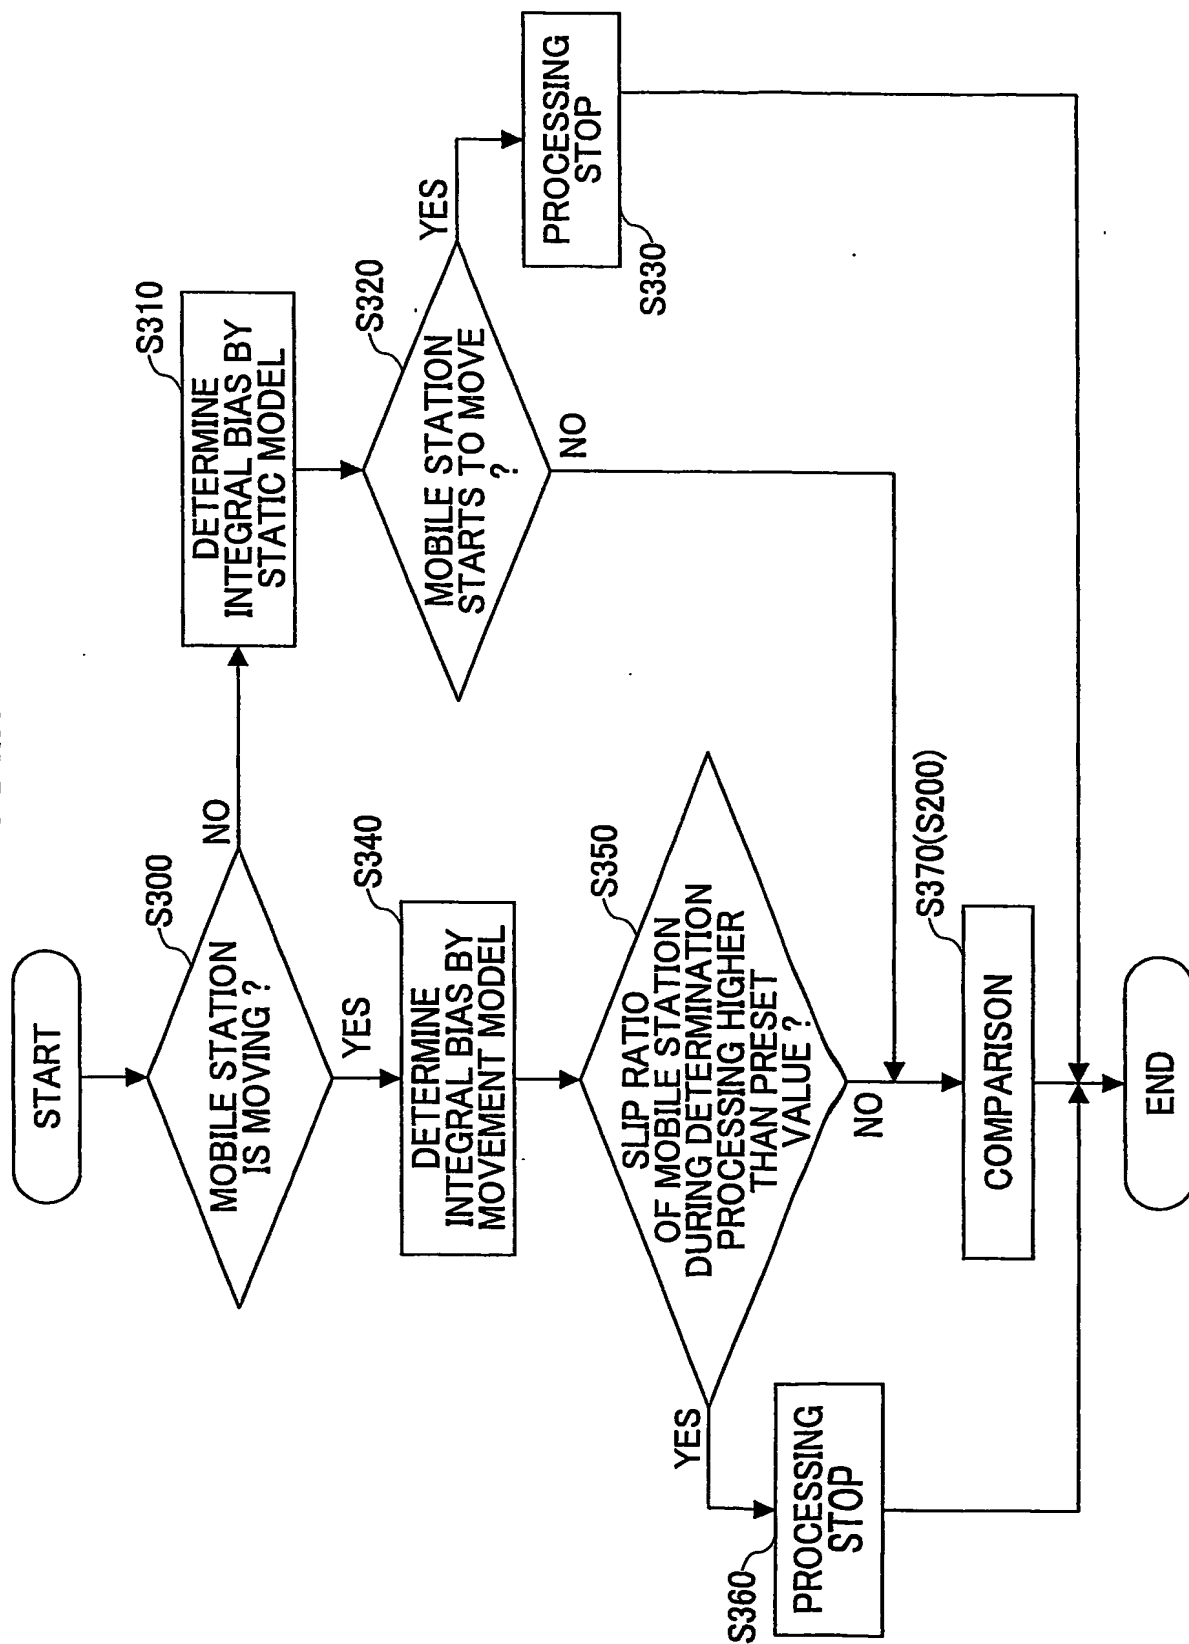 START
S300
MOBILE STATION
IS MOVING ?
NO
YES
S310
DETERMINE
INTEGRAL BIAS BY
STATIC MODEL
S320
MOBILE STATION
STARTS TO MOVE
?
YES
NO
PROCESSING
STOP
S330
S340
DETERMINE
INTEGRAL BIAS BY
MOVEMENT MODEL
S350
SLIP RATIO
OF MOBILE STATION
DURING DETERMINATION
PROCESSING HIGHER
THAN PRESET
VALUE ?
YES
NO
S360
PROCESSING
STOP
S370(S200)
COMPARISON
END